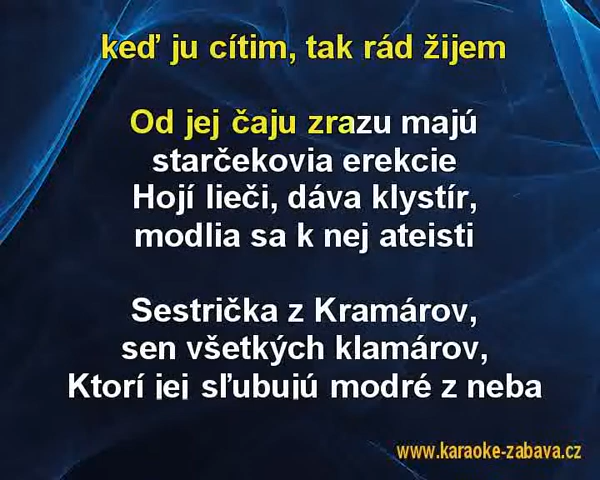 keď ju cítim, tak rád žijem
Od jej čaju zrazu majú
starčekovia erekcie
Hojí lieči, dáva klystír,
modlia sa k nej ateisti
Sestrička z Kramárov,
sen všetkých klamárov,
Ktorí jej sľubujú modré z neba
www.karaoke-zabava.cz